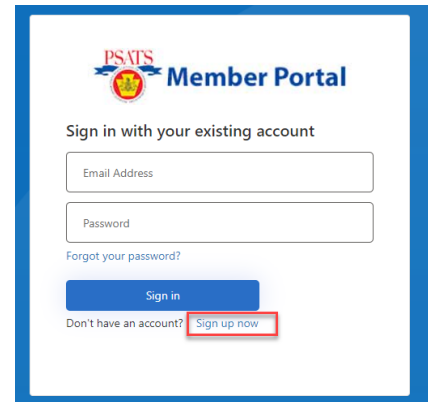 PSATS
Member Portal
Sign in with your existing account
Email Address
Password
Forgot your password?
Sign in
Don't have an account? Sign up now